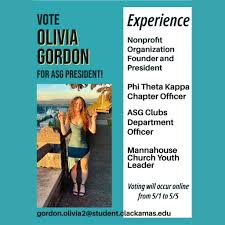 VOTE
OLIVIA
GORDON
FOR ASG PRESIDENT!
Experience
Nonprofit
Organization
Founder and
President
Phi Theta Kappa
Chapter Officer
ASG Clubs
Department
Officer
Mannahouse
Church Youth
Leader
Voting will occur online
from 5/1 to 5/5
gordon.olivia2@student.clackamas.edu